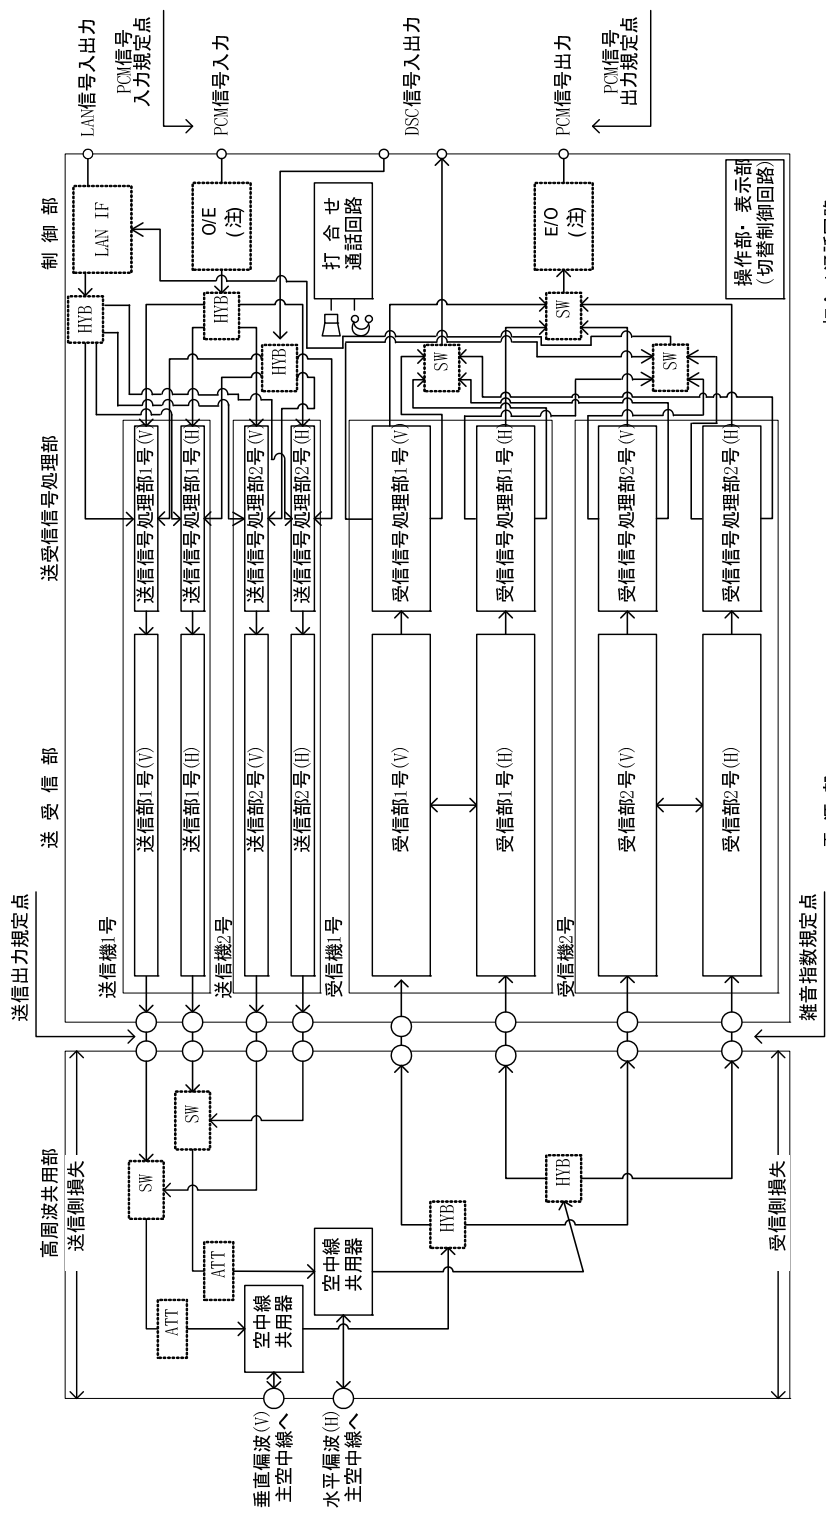 LAN信号入出力
PCM信号
入力規定点
PCM信号入力
DSC信号入出力
PCM信号出力
PCM信号
出力規定点
制御部
LAN IF
O/E
(注)
打合せ
通話回路
E/O
(注)
操作部・表示部
(切替制御回路)
HYB
HYB
HYB
SW
SW
SW
送受信信号処理部
送信信号処理部1号(V)
送信信号処理部1号(H)
送信信号処理部2号(V)
送信信号処理部2号(H)
受信信号処理部1号(V)
受信信号処理部1号(H)
受信信号処理部2号(V)
受信信号処理部2号(H)
送受信部
送信部1号(V)
送信部1号(H)
送信部2号(V)
送信部2号(H)
受信部1号(V)
受信部1号(H)
受信部2号(V)
受信部2号(H)
送信機1号
送信機2号
受信機1号
受信機2号
送信出力規定点
雑音指数規定点
高周波共用部
送信側損失
受信側損失
SW
SW
ATT
ATT
HYB
HYB
空中線
共用器
空中線
共用器
垂直偏波(V)
主空中線へ
水平偏波(H)
主空中線へ